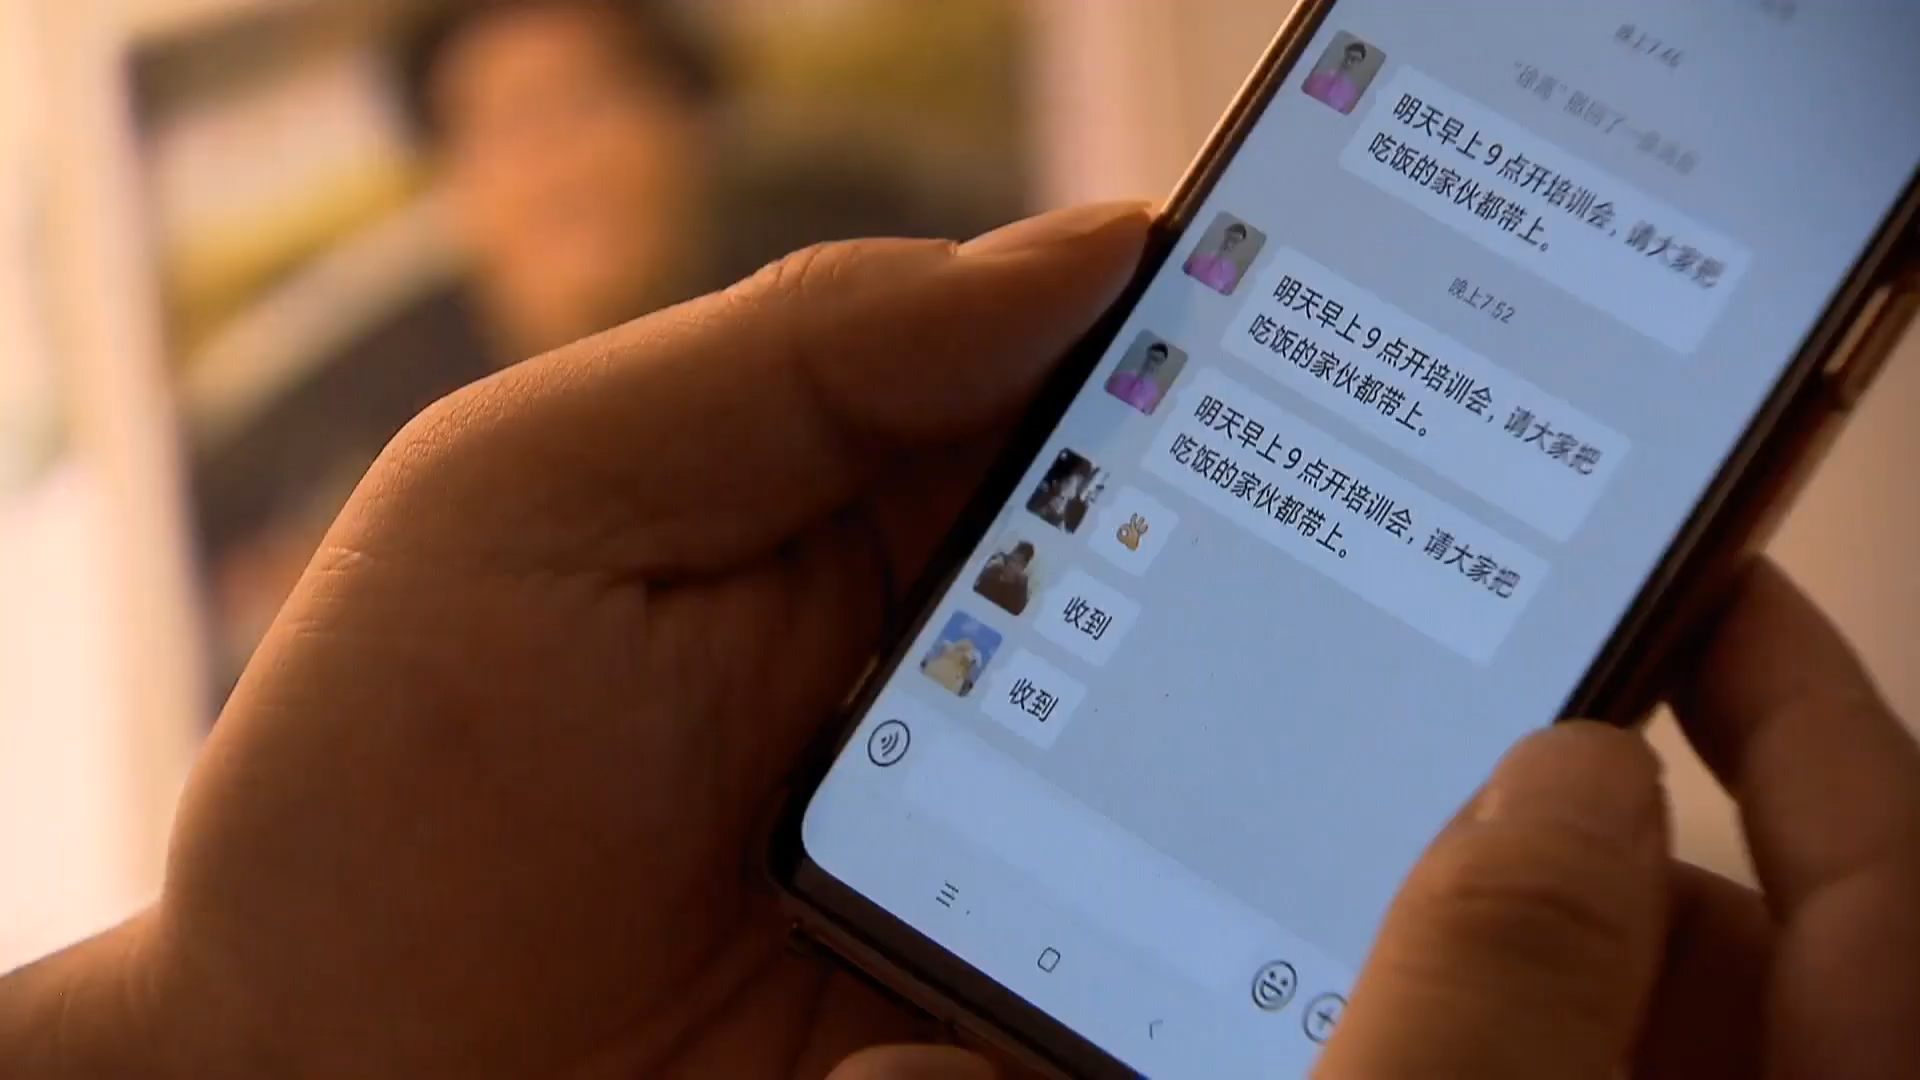 晚上7:46
明天早上9点开培训会，请大家把
吃饭的家伙都带上。
晚上7:52
明天早上9点开培训会，请大家把
吃饭的家伙都带上。
明天早上9点开培训会，请大家把
吃饭的家伙都带上。
收到
收到